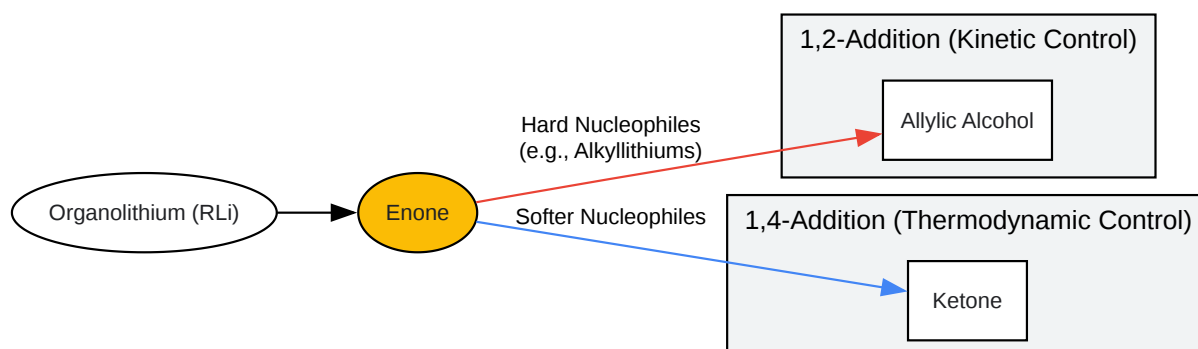 Organolithium (RLi)
Enone
Hard Nucleophiles
(e.g., Alkyllithiums)
Softer Nucleophiles
1,2-Addition (Kinetic Control)
Allylic Alcohol
1,4-Addition (Thermodynamic Control)
Ketone